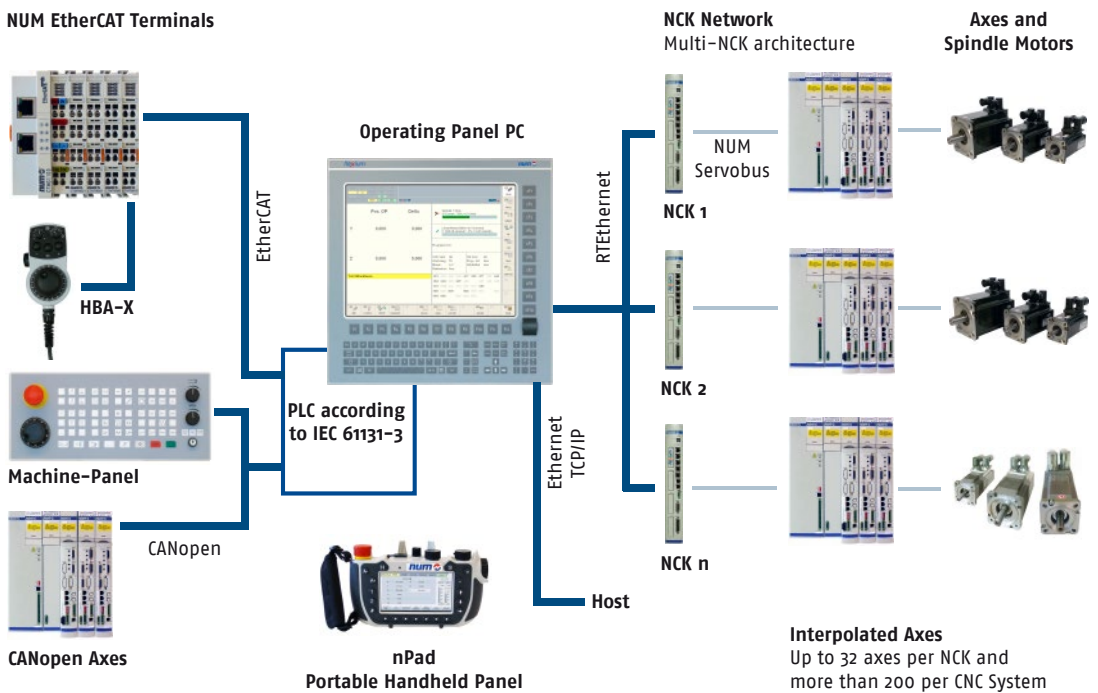 NUM EtherCAT Terminals
HBA-X
Machine-Panel
CANopen Axes
EtherCAT
CANopen
Operating Panel PC
num
PLC according
to IEC 61131-3
num
nPad
Portable Handheld Panel
Ethernet
TCP/IP
Host
RTEthernet
NCK Network
Multi-NCK architecture
NUM
Servobus
NCK 1
NCK 2
NCK n
Axes and
Spindle Motors
Interpolated Axes
Up to 32 axes per NCK and
more than 200 per CNC System